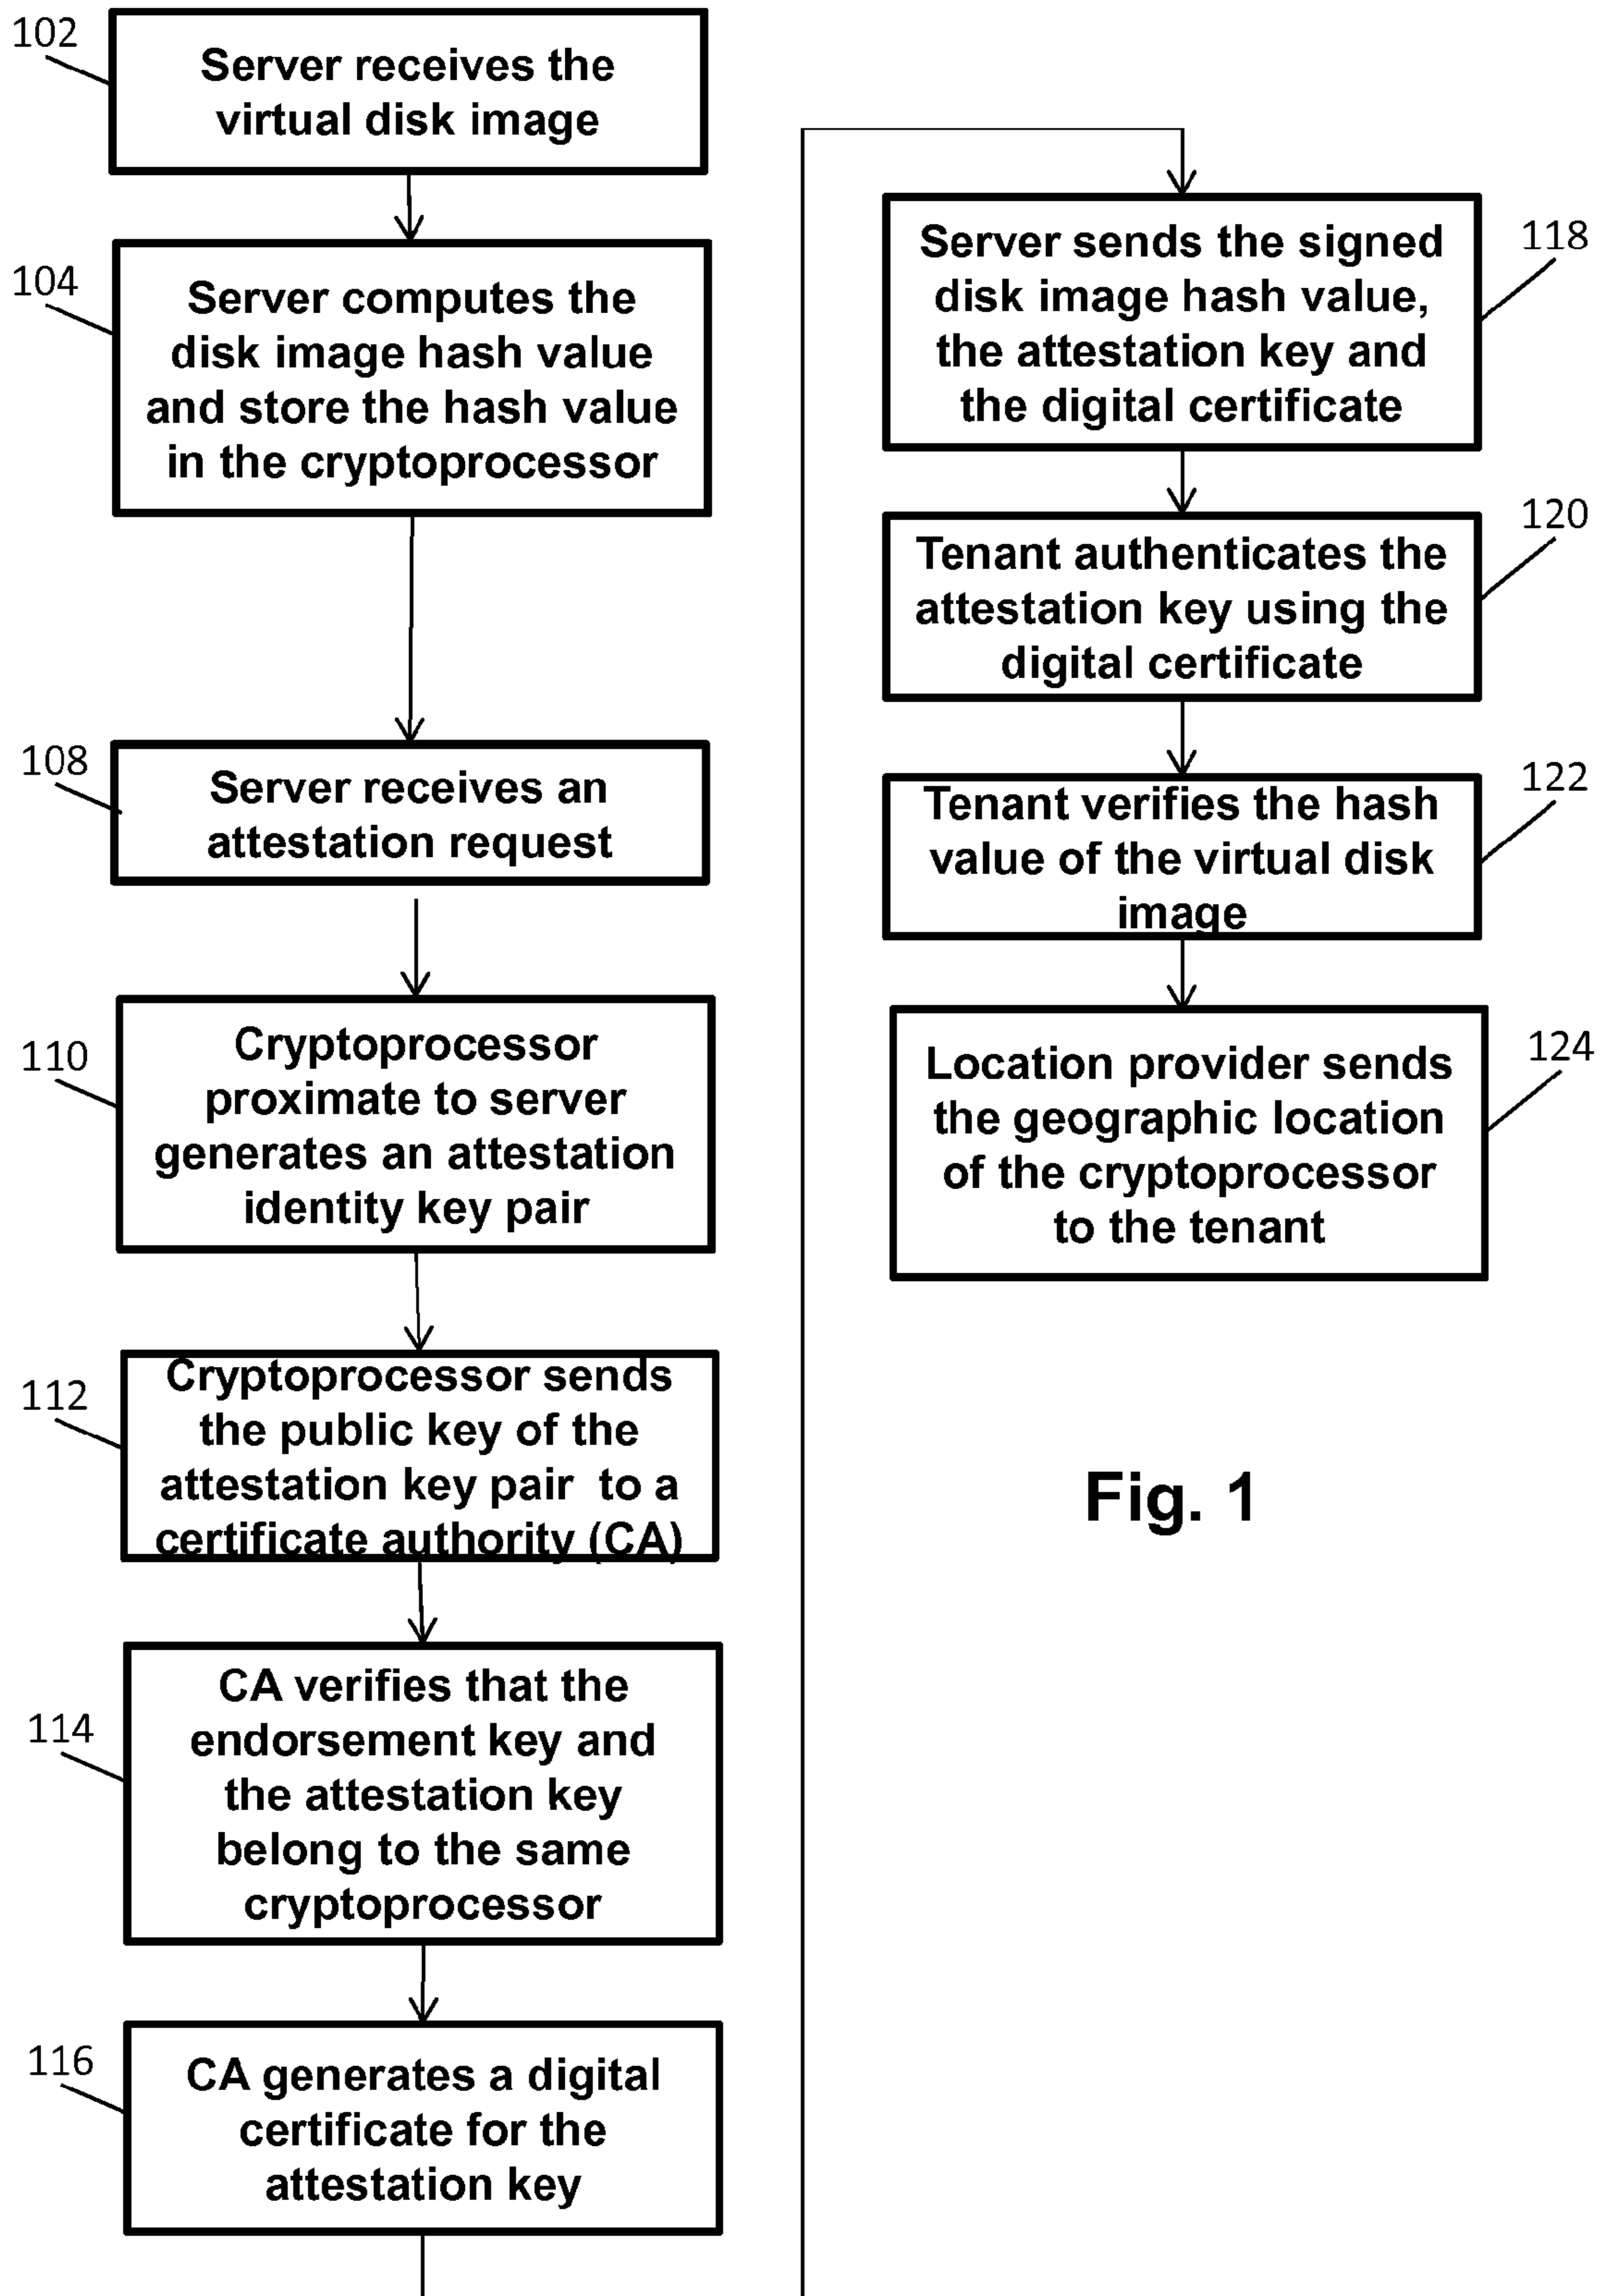 102
Server receives the
virtual disk image
104
Server computes the
disk image hash value
and store the hash value
in the cryptoprocessor
108
Server receives an
attestation request
110
Cryptoprocessor
proximate to server
generates an attestation
identity key pair
112
Cryptoprocessor sends
the public key of the
attestation key pair to a
certificate authority (CA)
114
CA verifies that the
endorsement key and
the attestation key
belong to the same
cryptoprocessor
116
CA generates a digital
certificate for the
attestation key
118
Server sends the signed
disk image hash value,
the attestation key and
the digital certificate
120
Tenant authenticates the
attestation key using the
digital certificate
122
Tenant verifies the hash
value of the virtual disk
image
124
Location provider sends
the geographic location
of the cryptoprocessor
to the tenant
Fig. 1